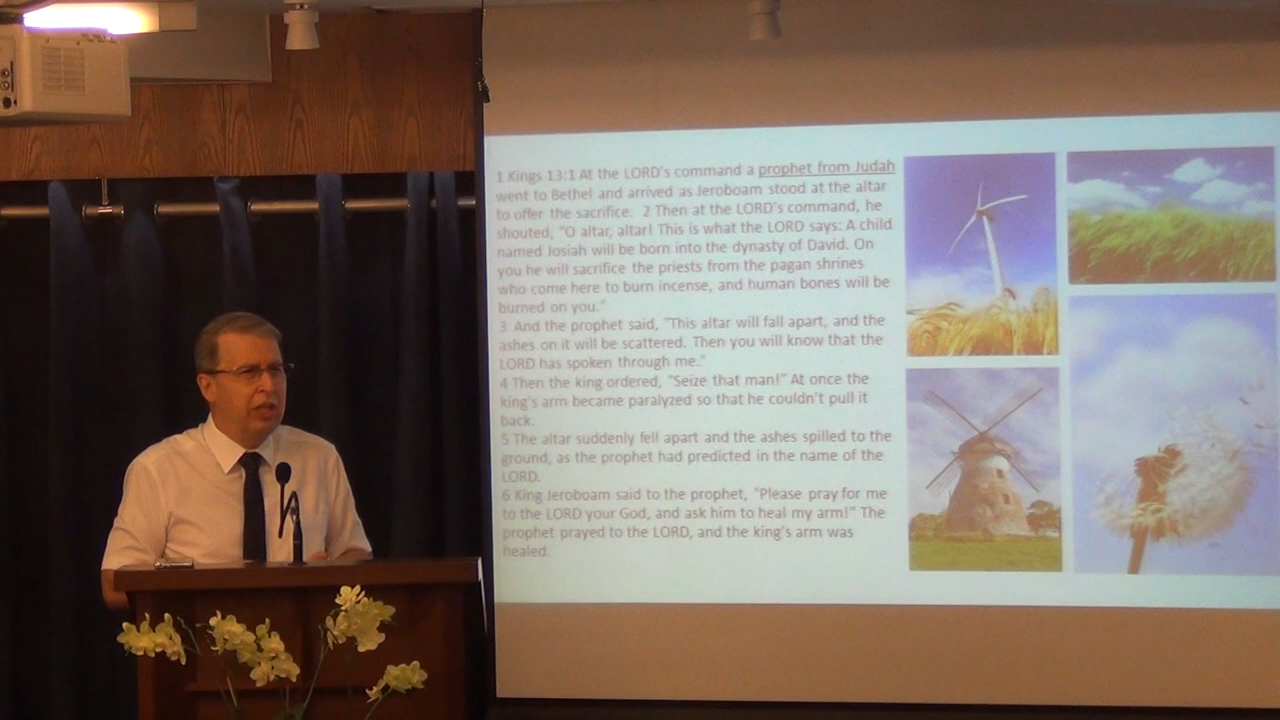 1 Kings 13:1 At the LORD's command a prophet from Judah
went to Bethel and arrived as Jeroboam stood at the altar
to offer the sacrifice.  2 Then at the LORD's command, he
shouted, "O altar, altar! This is what the LORD says: A child
named Josiah will be born into the dynasty of David. On
you he will sacrifice the priests from the pagan shrines
who come here to burn incense, and human bones will be
burned on you."
3 And the prophet said, "This altar will fall apart, and the
ashes on it will be scattered. Then you will know that the
LORD has spoken through me."
4 Then the king ordered, "Seize that man!" At once the
king's arm became paralyzed so that he couldn't pull it
back.
5 The altar suddenly fell apart and the ashes spilled to the
ground, as the prophet had predicted in the name of the
LORD.
6 King Jeroboam said to the prophet, "Please pray for me
to the LORD your God, and ask him to heal my arm!" The
prophet prayed to the LORD, and the king's arm was
healed.